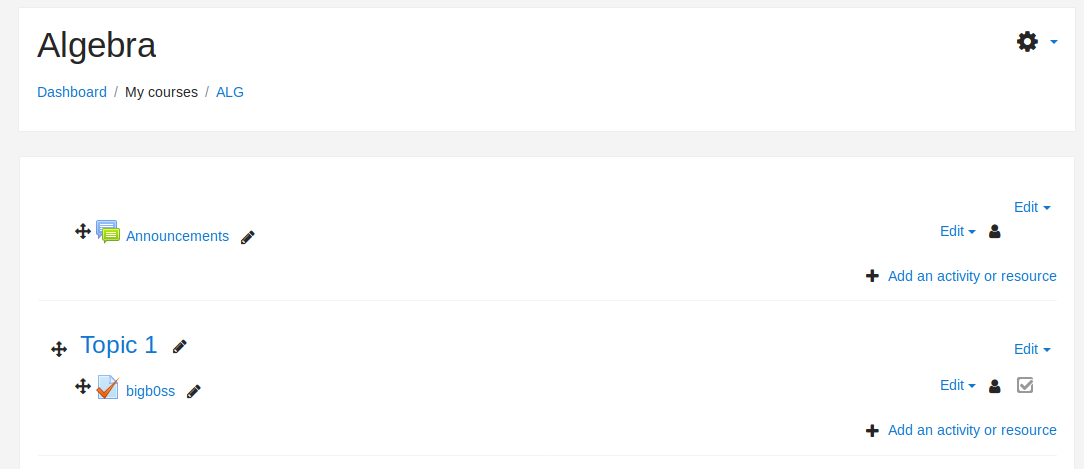 Algebra
Dashboard / My courses / ALG
Edit
Announcements Edit
Add an activity or resource
Topic 1 Edit
bigb0ss Edit
Add an activity or resource